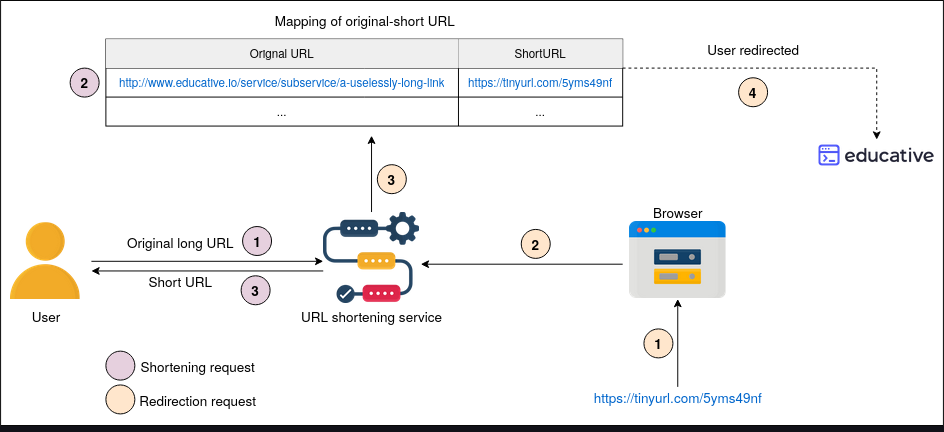 Mapping of original-short URL
Orignal URL
ShortURL
User redirected
2
http://www.educative.io/service/subservice/a-uselessly-long-link
https://tinyurl.com/5yms49nf
4
...
...
educative
3
Browser
Original long URL
1
2
Short URL
3
User
URL shortening service
1
Shortening request
Redirection request
https://tinyurl.com/5yms49nf